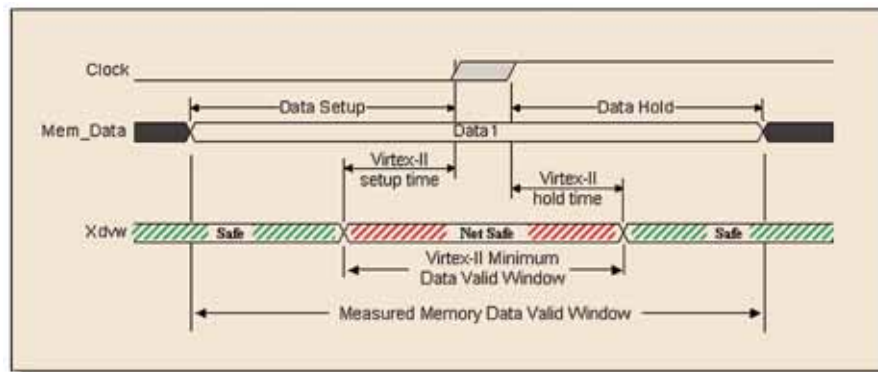 Clock
Data Setup
Data Hold
Mem_Data
Data 1
Virtex-II
setup time
Virtex-II
hold time
Xdvw
Safe
Not Safe
Safe
Virtex-II Minimum
Data Valid Window
Measured Memory Data Valid Window